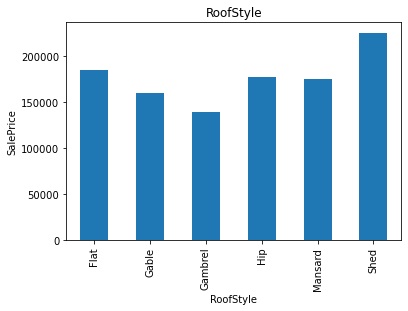 RoofStyle
SalePrice
200000
150000
100000
50000
0
Flat
Gable
Gambrel
Hip
Mansard
Shed
RoofStyle